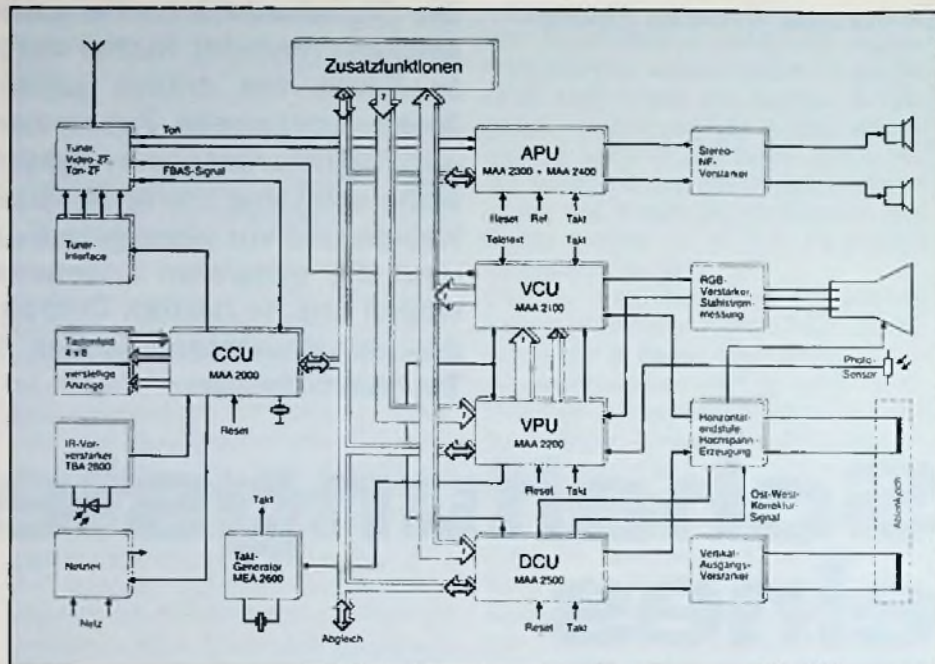 Zusatzfunktionen
Tuner,
Video-ZF,
Ton-ZF
Ton
FBAS-Signal
APU
MAA 2300 + MAA 2400
Stereo-
NF-
Verstärker
Reset Ref. Takt
Teletext Takt
Tuner-
Interface
VCU
MAA 2100
RGB-
Verstärker,
Strahlstrom-
messung
Tastenfeld
4 x 8
vierstellige
Anzeige
CCU
MAA 2000
Reset
Photo-
Sensor
VPU
MAA 2200
Horizontal-
endstufe
Hochspann-
Erzeugung
IR-Vor-
verstärker
TBA 2800
Reset Takt
Ost-West-
Korrektur-
Signal
Ablenkjoch
Takt
Netzteil
Takt-
Generator
MEA 2600
DCU
MAA 2500
Vertikal-
Ausgangs-
Verstärker
Netz
Abgleich
Reset Takt